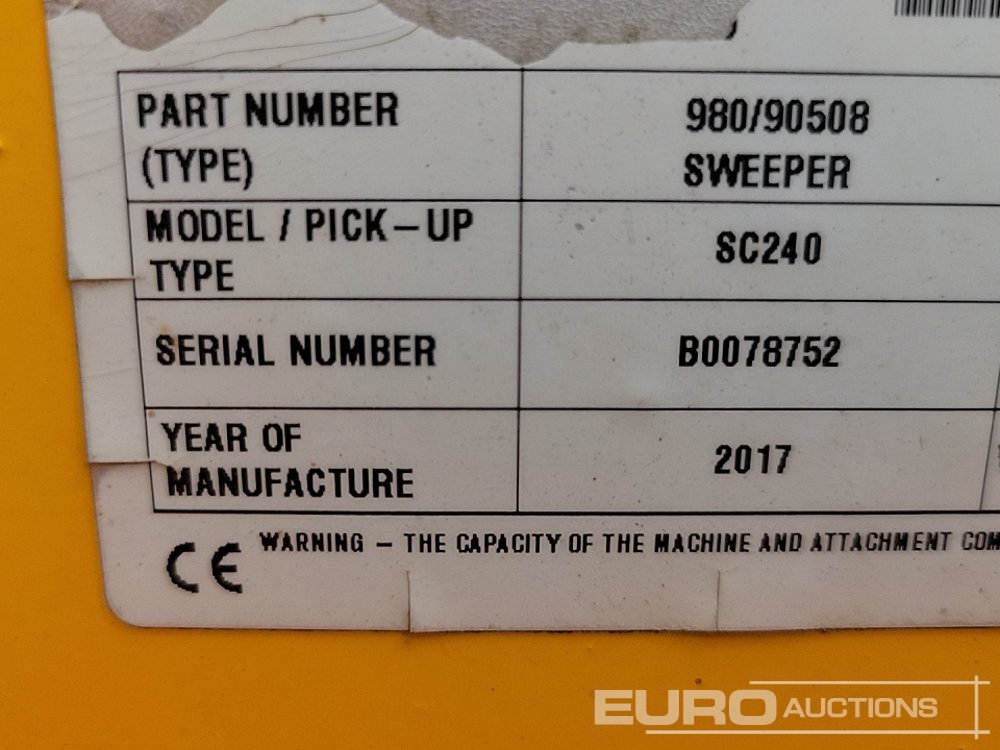 PART NUMBER 980/90508
(TYPE) SWEEPER
MODEL / PICK-UP
TYPE SC240
SERIAL NUMBER B0078752
YEAR OF
MANUFACTURE 2017
CE WARNING - THE CAPACITY OF THE MACHINE AND ATTACHMENT COM
EURO AUCTIONS